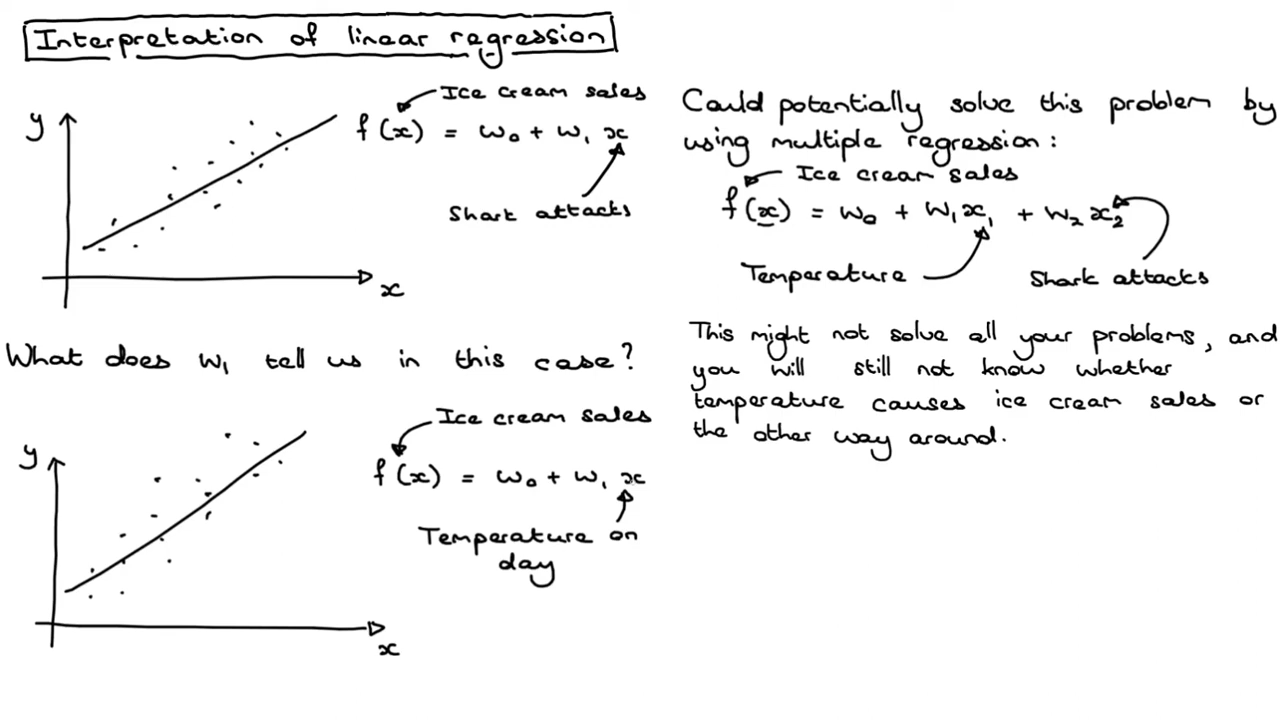 Interpretation of linear regression
y
Ice cream sales
f(x) = w₀ + w₁ x
Shark attacks
x
What does w₁ tell us in this case?
y
Ice cream sales
f(x) = w₀ + w₁ x
Temperature on
day
x
Could potentially solve this problem by
using multiple regression:
Ice cream sales
f(x) = w₀ + w₁x₁ + w₂x₂
Temperature
Shark attacks
This might not solve all your problems, and
you will still not know whether
temperature causes ice cream sales or
the other way around.